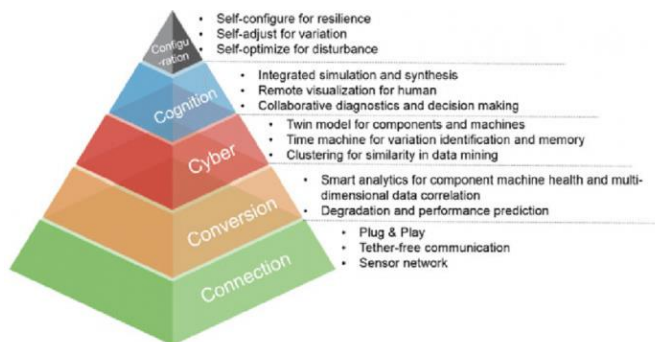 Configu
-ration
• Self-configure for resilience
• Self-adjust for variation
• Self-optimize for disturbance
Cognition
• Integrated simulation and synthesis
• Remote visualization for human
• Collaborative diagnostics and decision making
Cyber
• Twin model for components and machines
• Time machine for variation identification and memory
• Clustering for similarity in data mining
Conversion
• Smart analytics for component machine health and multi-
dimensional data correlation
• Degradation and performance prediction
Connection
• Plug & Play
• Tether-free communication
• Sensor network